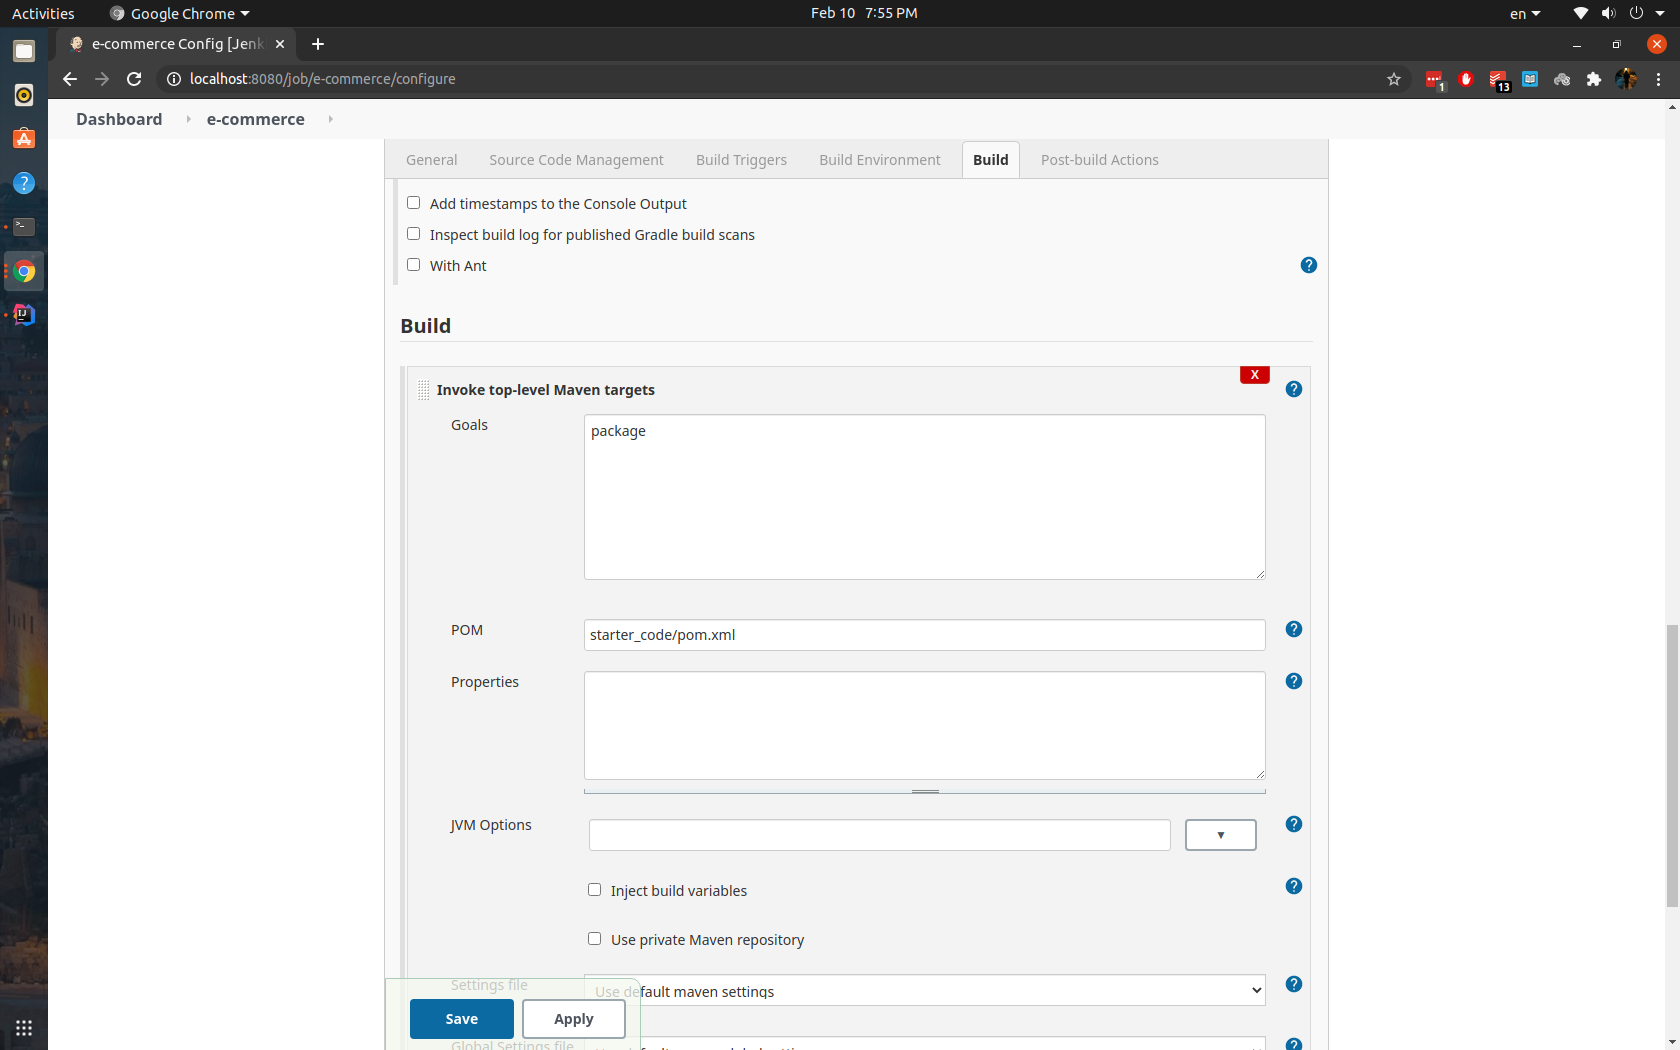 Activities Google Chrome Feb 10 7:55 PM en
e-commerce Config [Jenk
localhost:8080/job/e-commerce/configure 1 13
Dashboard e-commerce
General Source Code Management Build Triggers Build Environment Build Post-build Actions
Add timestamps to the Console Output
Inspect build log for published Gradle build scans
With Ant ?
Build
Invoke top-level Maven targets X ?
Goals package
POM starter_code/pom.xml ?
Properties ?
JVM Options ▼ ?
Inject build variables ?
Use private Maven repository
Settings file Use default maven settings ?
Save Apply
Global Settings file ?